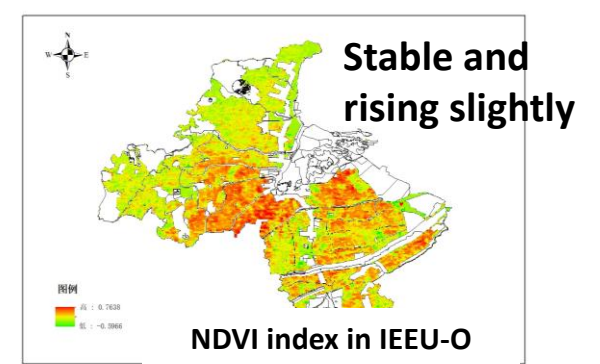 N
W E
S
Stable and
rising slightly
图例
高 : 0.7638
低 : -0.3966
NDVI index in IEEU-O